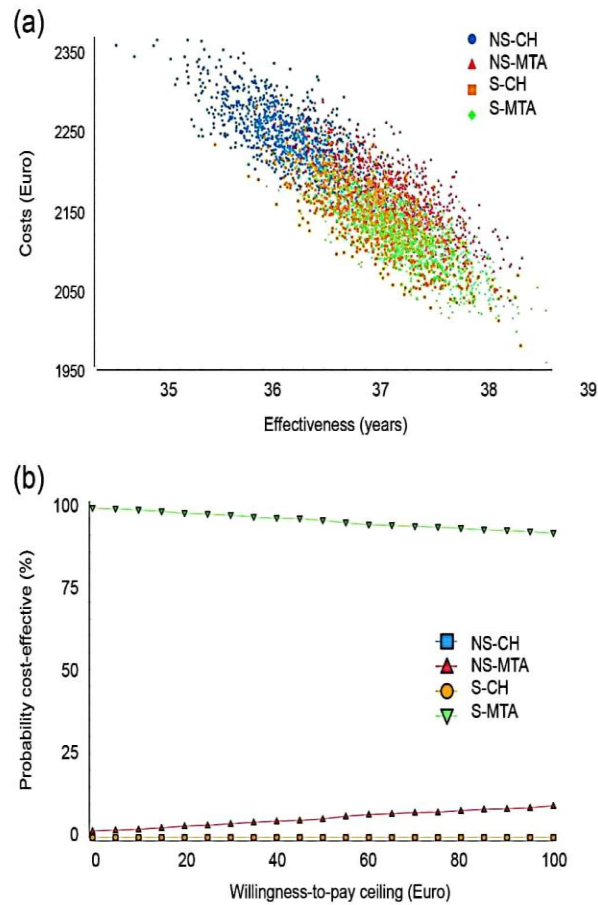 (a)
Costs (Euro)
2350
2250
2150
2050
1950
35 36 37 38 39
Effectiveness (years)
NS-CH
NS-MTA
S-CH
S-MTA
(b)
Probability cost-effective (%)
100
75
50
25
0
0 20 40 60 80 100
Willingness-to-pay ceiling (Euro)
NS-CH
NS-MTA
S-CH
S-MTA